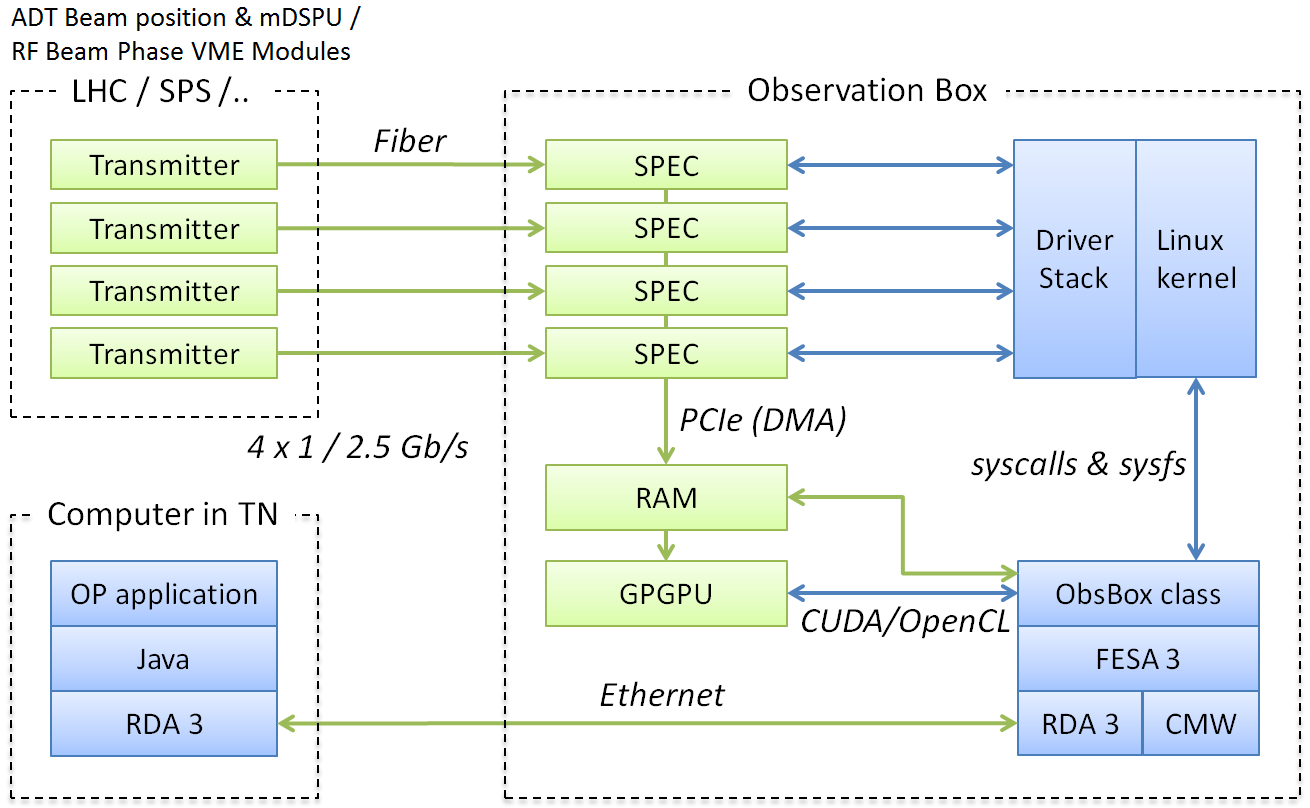 ADT Beam position & mDSPU /
RF Beam Phase VME Modules
LHC / SPS /..
Observation Box
Fiber
Transmitter
SPEC
Transmitter
SPEC
Transmitter
SPEC
Transmitter
SPEC
Driver
Stack
Linux
kernel
4 x 1 / 2.5 Gb/s
PCIe (DMA)
syscalls & sysfs
RAM
GPGPU
CUDA/OpenCL
Computer in TN
OP application
Java
RDA 3
Ethernet
ObsBox class
FESA 3
RDA 3
CMW